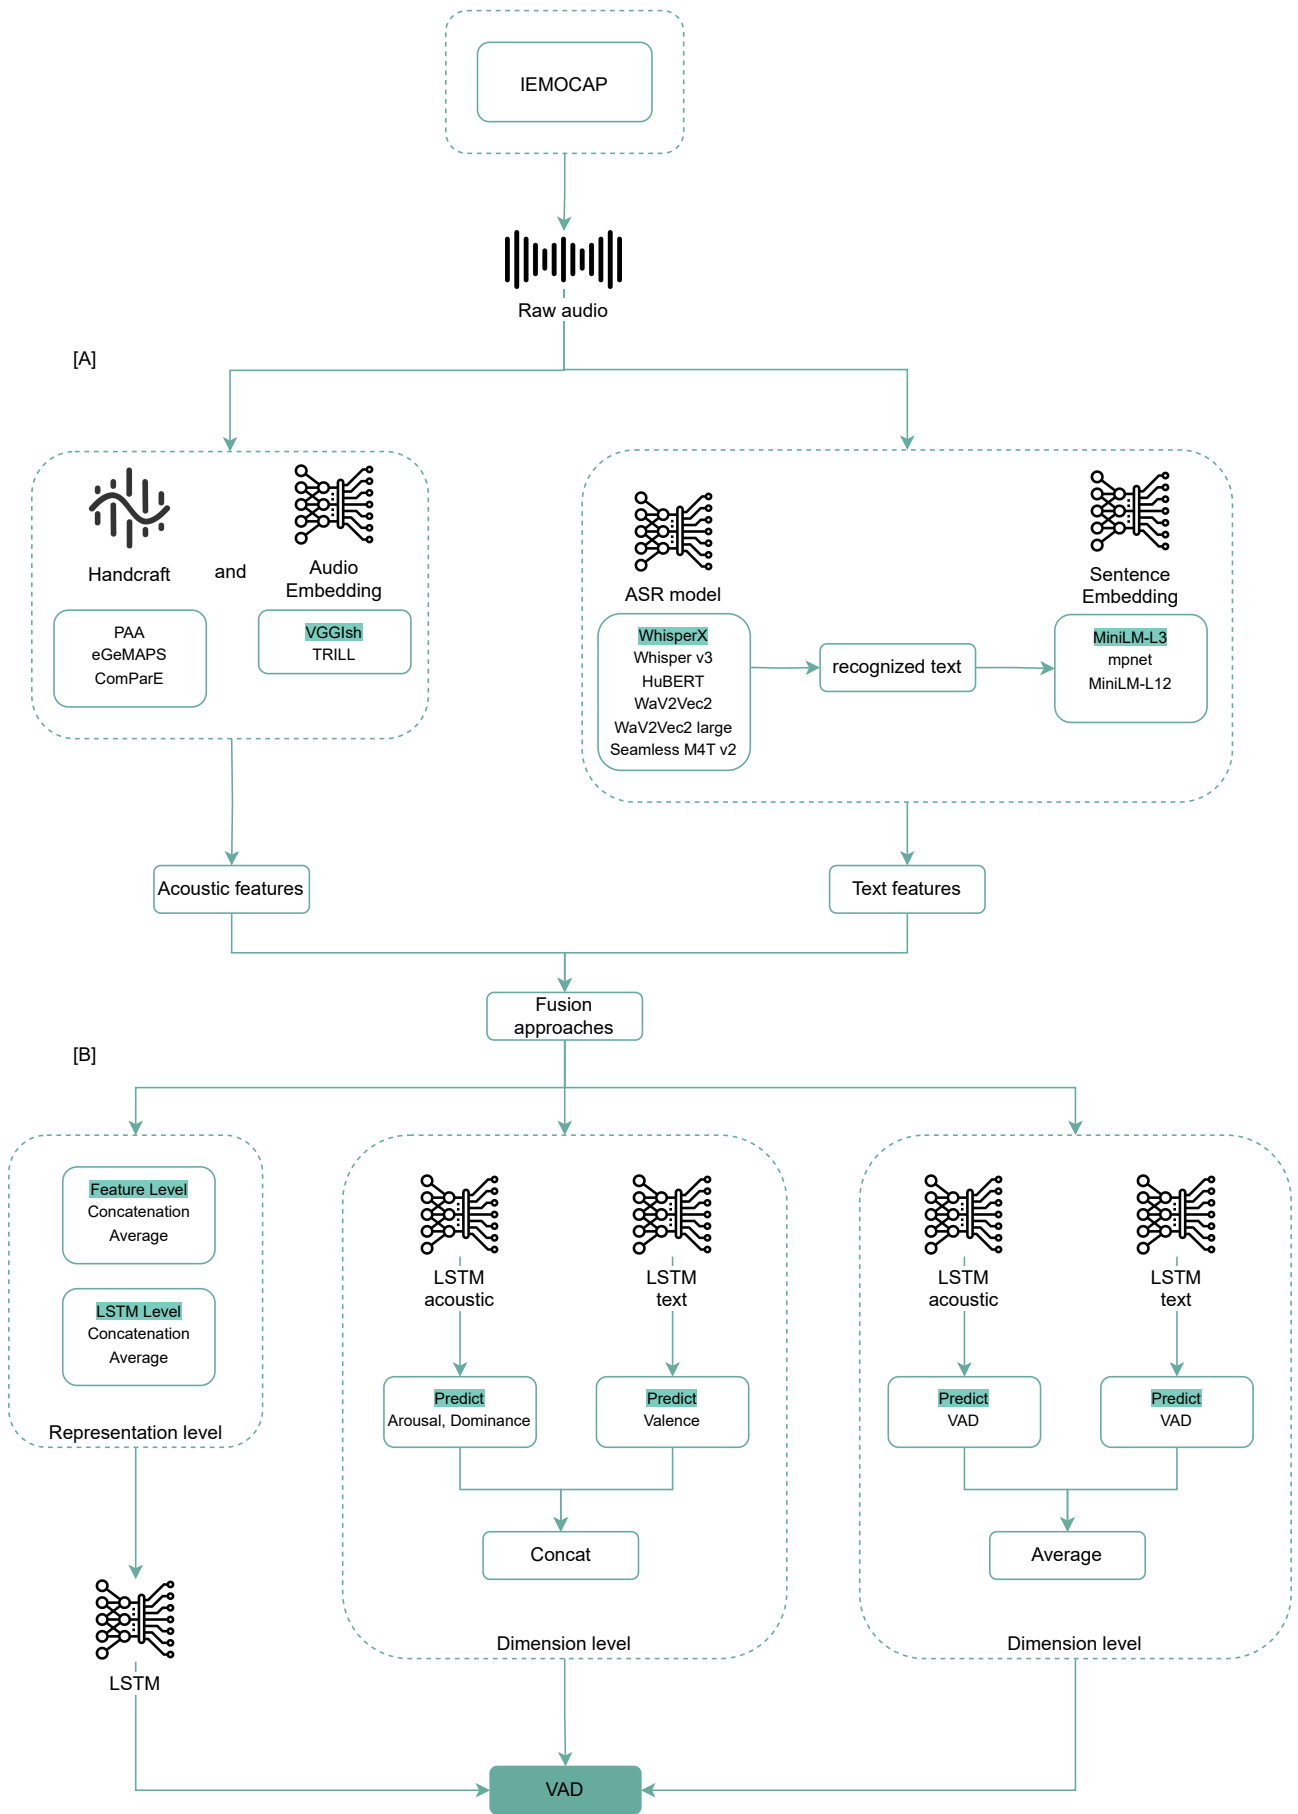 IEMOCAP
Raw audio
[A]
Handcraft
and
Audio
Embedding
PAA
eGeMAPS
ComParE
VGGIsh
TRILL
ASR model
WhisperX
Whisper v3
HuBERT
WaV2Vec2
WaV2Vec2 large
Seamless M4T v2
recognized text
Sentence
Embedding
MiniLM-L3
mpnet
MiniLM-L12
Acoustic features
Text features
Fusion
approaches
[B]
Feature Level
Concatenation
Average
LSTM Level
Concatenation
Average
Representation level
LSTM
LSTM
acoustic
LSTM
text
Predict
Arousal, Dominance
Predict
Valence
Concat
Dimension level
LSTM
acoustic
LSTM
text
Predict
VAD
Predict
VAD
Average
Dimension level
VAD